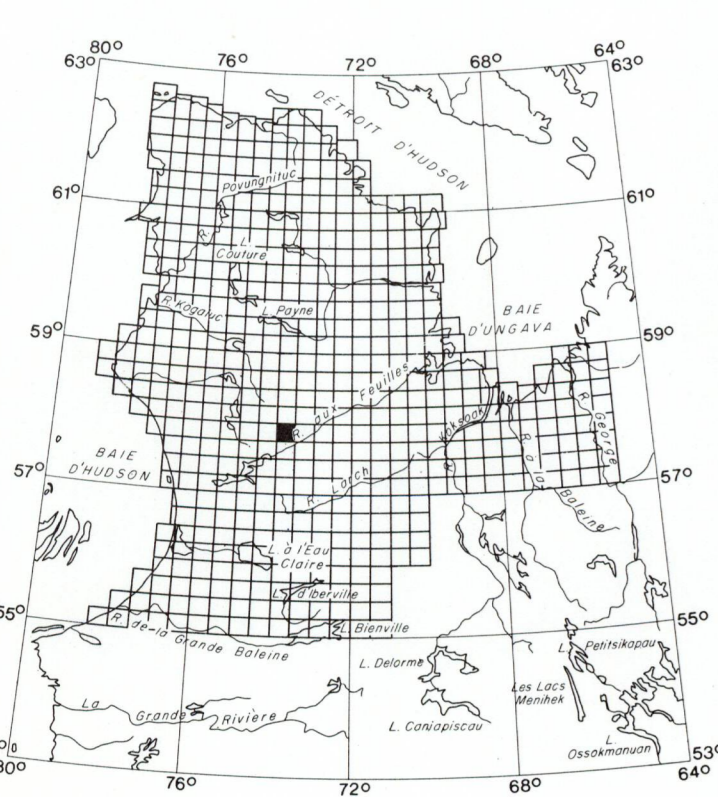 80°
76°
72°
68°
64°
63°
63°
DÉTROIT D'HUDSON
Povungnituc
61°
61°
R.
L.
Couture
R. Kogaluc
L. Payne
BAIE
D'UNGAVA
59°
59°
R. aux Feuilles
Koksoak
R.
R. à la
Baleine
R. George
BAIE
D'HUDSON
57°
57°
R. Larch
L. à l'Eau
Claire
L. d'Iberville
55°
55°
R. de-la Grande Baleine
L. Bienville
L. Petitsikapau
L. Delorme
Les Lacs
Menihek
La Grande Rivière
L. Caniapiscau
L.
Ossokmanuan
53°
80°
76°
72°
68°
64°